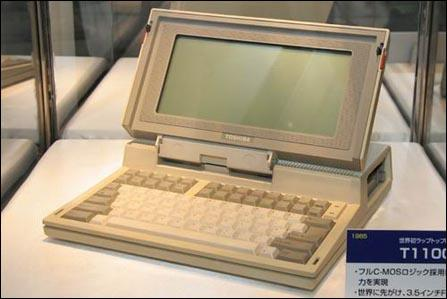 TOSHIBA
1985
世界初ラップトップ
T1100
・フルC-MOSロジック採用
力を実現
・世界に先がけ、3.5インチF